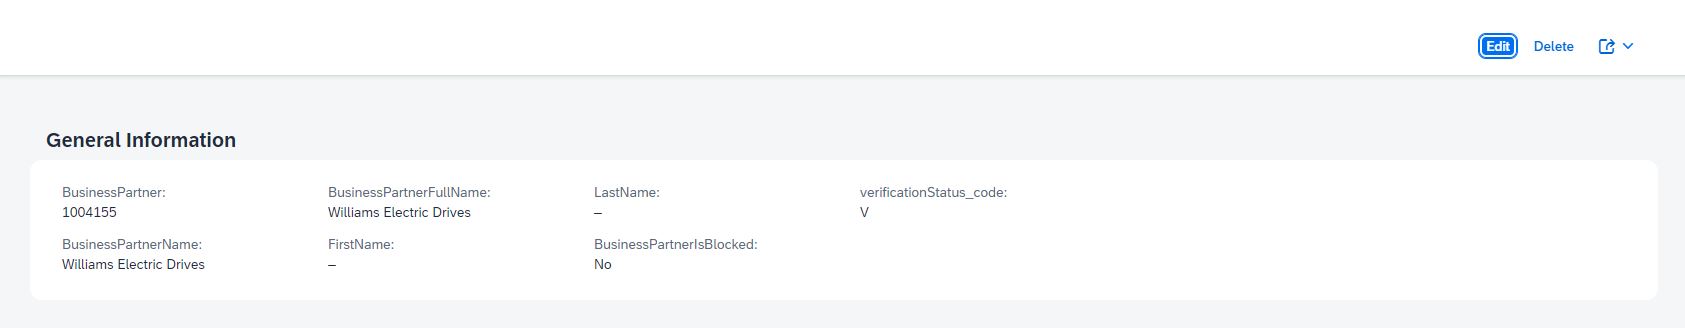 Edit Delete
General Information
BusinessPartner: BusinessPartnerFullName: LastName: verificationStatus_code:
1004155 Williams Electric Drives – V
BusinessPartnerName: FirstName: BusinessPartnerIsBlocked:
Williams Electric Drives – No